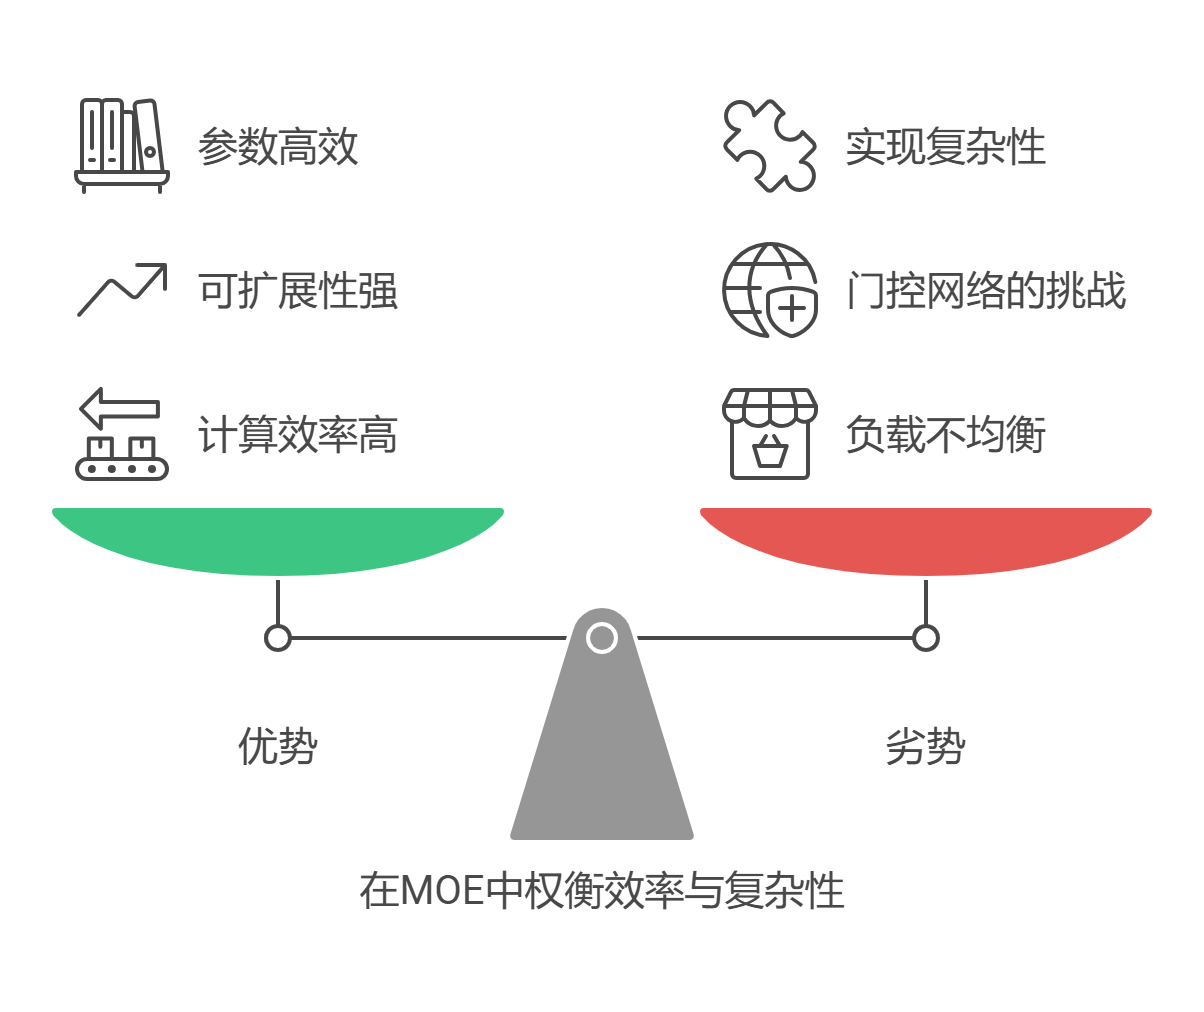 参数高效
可扩展性强
计算效率高
优势
实现复杂性
门控网络的挑战
负载不均衡
劣势
在MOE中权衡效率与复杂性